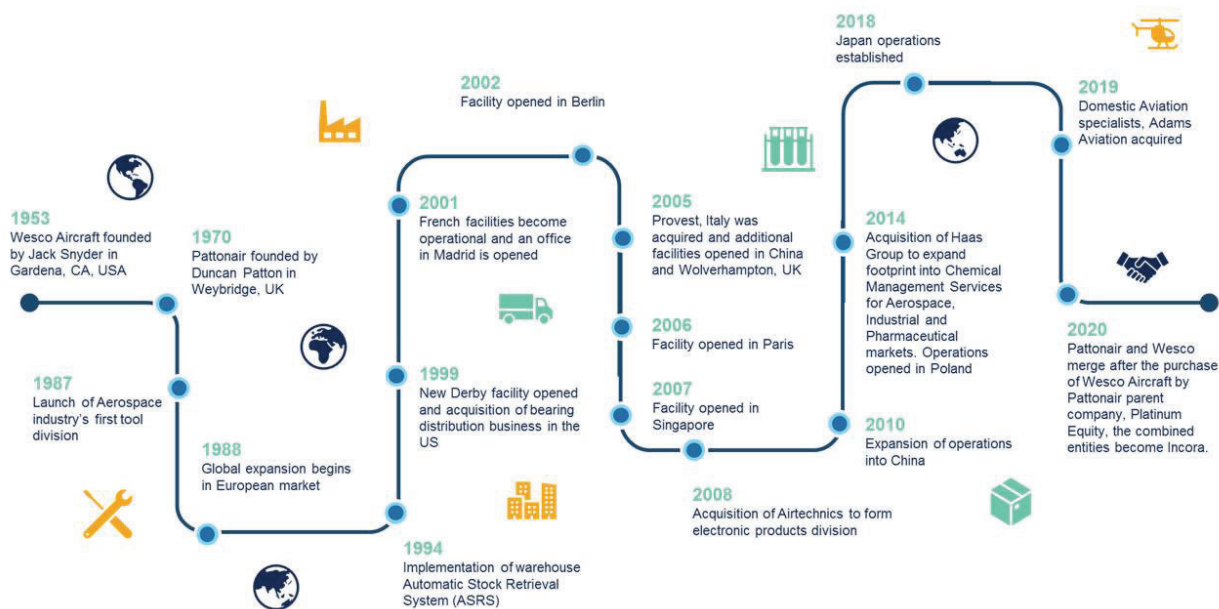 1953
Wesco Aircraft founded
by Jack Snyder in
Gardena, CA, USA
1970
Pattonair founded by
Duncan Patton in
Weybridge, UK
1987
Launch of Aerospace
industry's first tool
division
1988
Global expansion begins
in European market
1994
Implementation of warehouse
Automatic Stock Retrieval
System (ASRS)
1999
New Derby facility opened
and acquisition of bearing
distribution business in the
US
2001
French facilities become
operational and an office
in Madrid is opened
2002
Facility opened in Berlin
2005
Provest, Italy was
acquired and additional
facilities opened in China
and Wolverhampton, UK
2006
Facility opened in Paris
2007
Facility opened in
Singapore
2008
Acquisition of Airtechnics to form
electronic products division
2010
Expansion of operations
into China
2014
Acquisition of Haas
Group to expand
footprint into Chemical
Management Services
for Aerospace,
Industrial and
Pharmaceutical
markets. Operations
opened in Poland
2018
Japan operations
established
2019
Domestic Aviation
specialists, Adams
Aviation acquired
2020
Pattonair and Wesco
merge after the purchase
of Wesco Aircraft by
Pattonair parent
company, Platinum
Equity, the combined
entities become Incora.